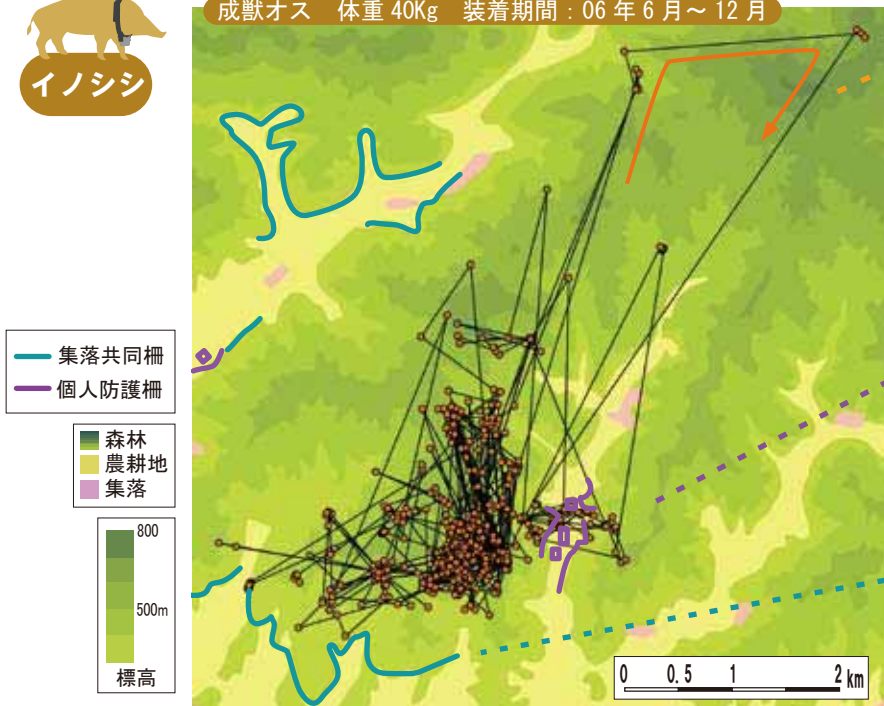 成獣オス 体重 40Kg 装着期間：06 年 6 月～ 12 月
イノシシ
集落共同柵
個人防護柵
森林
農耕地
集落
800
500m
標高
0 0.5 1 2 km